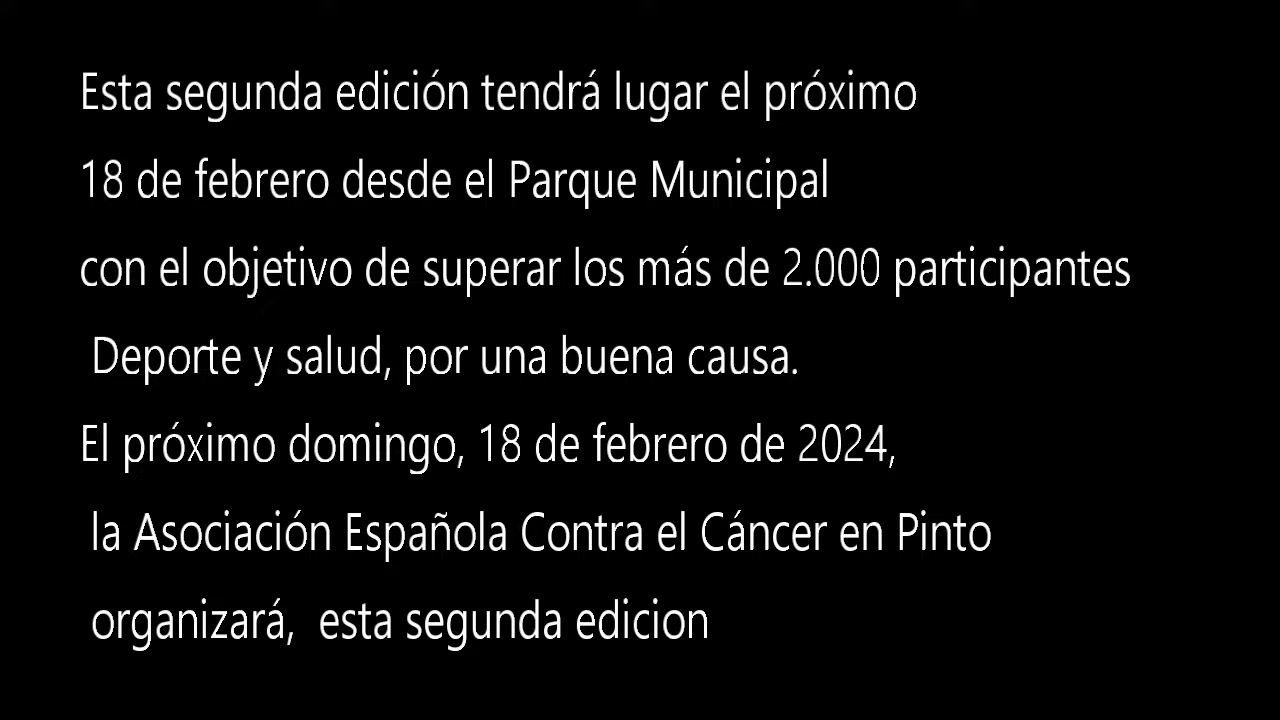 Esta segunda edición tendrá lugar el próximo
18 de febrero desde el Parque Municipal
con el objetivo de superar los más de 2.000 participantes
Deporte y salud, por una buena causa.
El próximo domingo, 18 de febrero de 2024,
la Asociación Española Contra el Cáncer en Pinto
organizará, esta segunda edicion